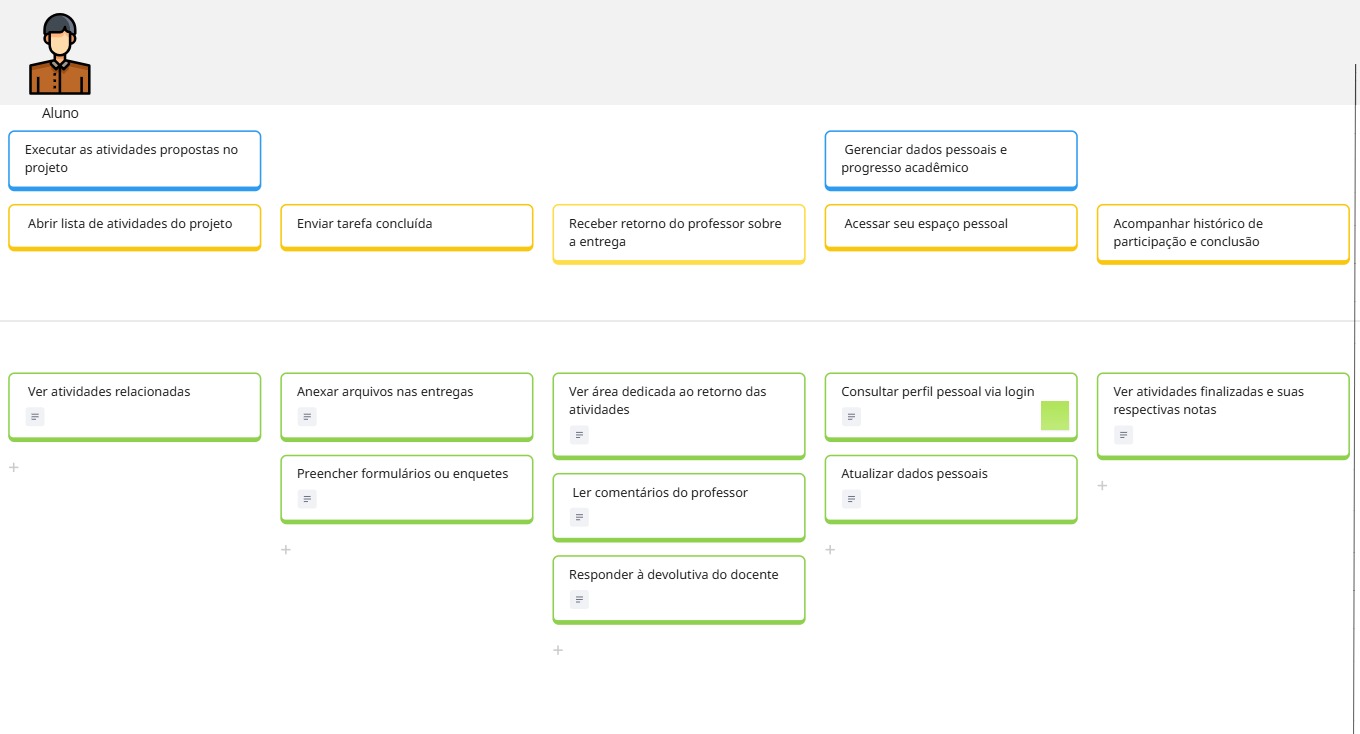 Aluno
Executar as atividades propostas no
projeto
Gerenciar dados pessoais e
progresso acadêmico
Abrir lista de atividades do projeto
Enviar tarefa concluída
Receber retorno do professor sobre
a entrega
Acessar seu espaço pessoal
Acompanhar histórico de
participação e conclusão
Ver atividades relacionadas
Anexar arquivos nas entregas
Preencher formulários ou enquetes
Ver área dedicada ao retorno das
atividades
Ler comentários do professor
Responder à devolutiva do docente
Consultar perfil pessoal via login
Atualizar dados pessoais
Ver atividades finalizadas e suas
respectivas notas